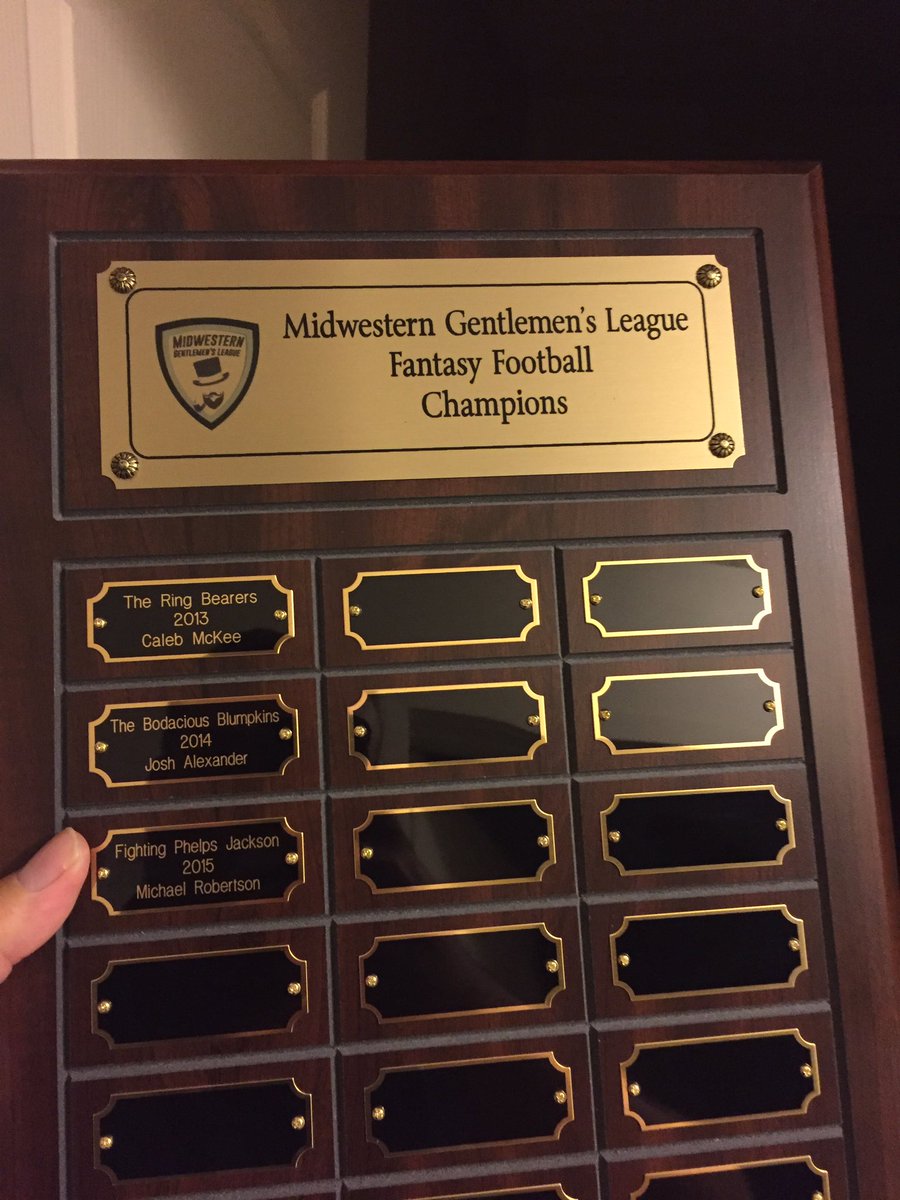 MIDWESTERN
GENTLEMEN'S LEAGUE
Midwestern Gentlemen's League
Fantasy Football
Champions
The Ring Bearers
2013
Caleb McKee
The Bodacious Blumpkins
2014
Josh Alexander
Fighting Phelps Jackson
2015
Michael Robertson